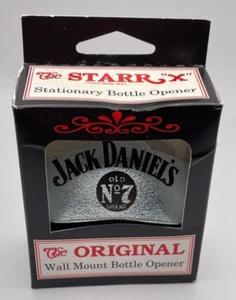 The STARR "X"
Stationary Bottle Opener
JACK DANIEL'S
OLD
Nº7
BRAND
The ORIGINAL
Wall Mount Bottle Opener